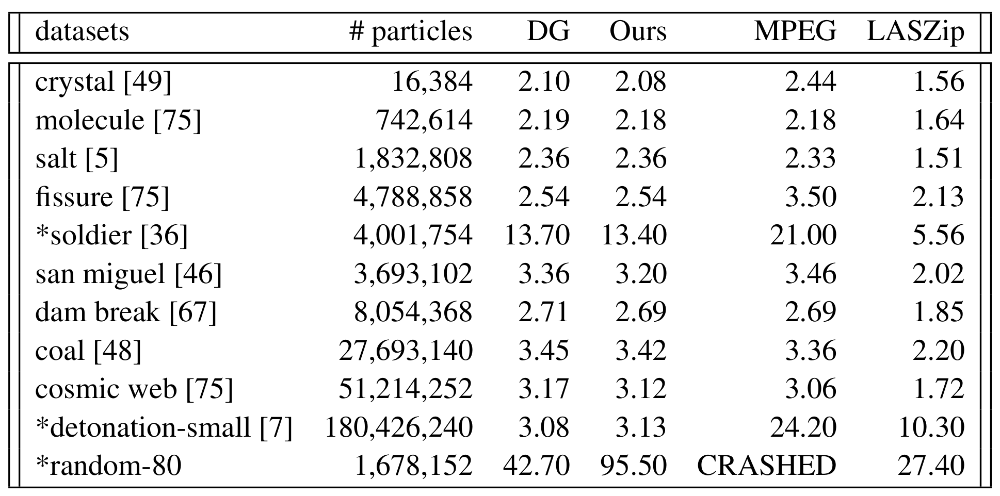 datasets # particles DG Ours MPEG LASZip
crystal [49] 16,384 2.10 2.08 2.44 1.56
molecule [75] 742,614 2.19 2.18 2.18 1.64
salt [5] 1,832,808 2.36 2.36 2.33 1.51
fissure [75] 4,788,858 2.54 2.54 3.50 2.13
*soldier [36] 4,001,754 13.70 13.40 21.00 5.56
san miguel [46] 3,693,102 3.36 3.20 3.46 2.02
dam break [67] 8,054,368 2.71 2.69 2.69 1.85
coal [48] 27,693,140 3.45 3.42 3.36 2.20
cosmic web [75] 51,214,252 3.17 3.12 3.06 1.72
*detonation-small [7] 180,426,240 3.08 3.13 24.20 10.30
*random-80 1,678,152 42.70 95.50 CRASHED 27.40